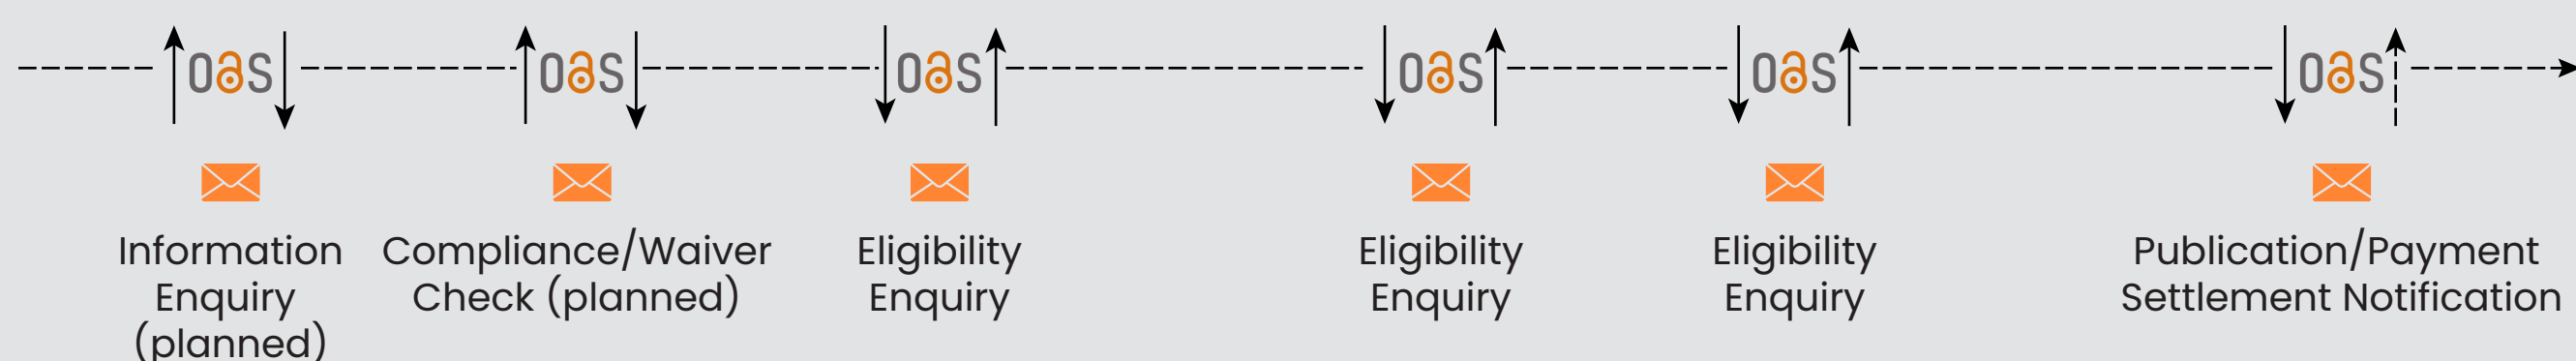 OaS OaS OaS OaS OaS OaS
Information
Enquiry
(planned)
Compliance/Waiver
Check (planned)
Eligibility
Enquiry
Eligibility
Enquiry
Eligibility
Enquiry
Publication/Payment
Settlement Notification